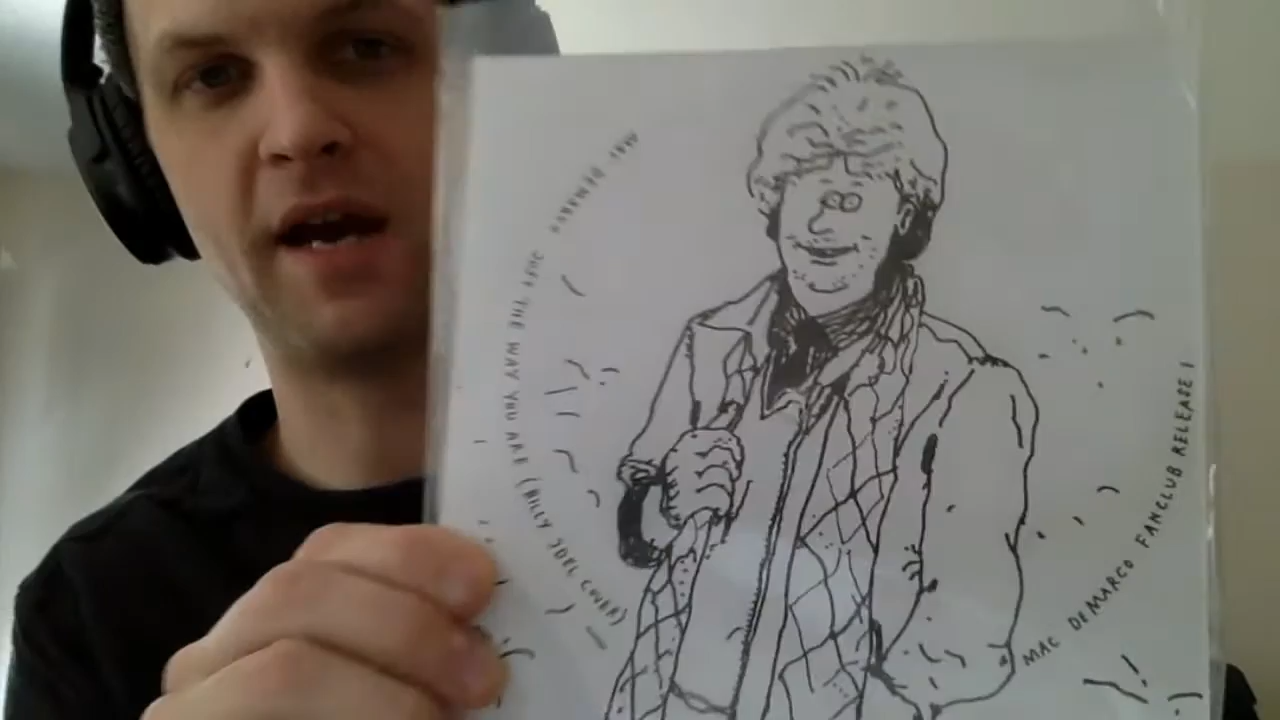 MAC DEMARCO JUST THE WAY YOU ARE (BILLY JOEL COVER)
MAC DEMARCO FANCLUB RELEASE 1